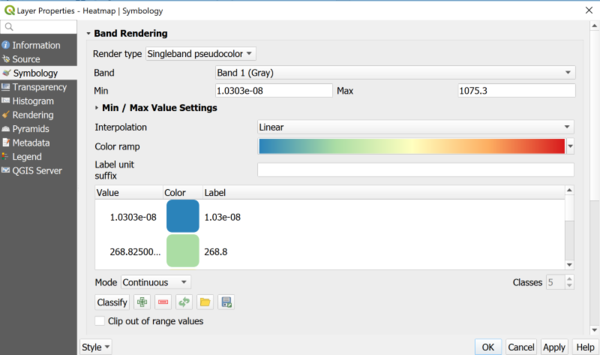 Layer Properties - Heatmap | Symbology
Information
Source
Symbology
Transparency
Histogram
Rendering
Pyramids
Metadata
Legend
QGIS Server
Band Rendering
Render type Singleband pseudocolor
Band Band 1 (Gray)
Min 1.0303e-08 Max 1075.3
Min / Max Value Settings
Interpolation Linear
Color ramp
Label unit
suffix
Value Color Label
1.0303e-08 1.03e-08
268.82500... 268.8
Mode Continuous Classes 5
Classify
Clip out of range values
Style OK Cancel Apply Help